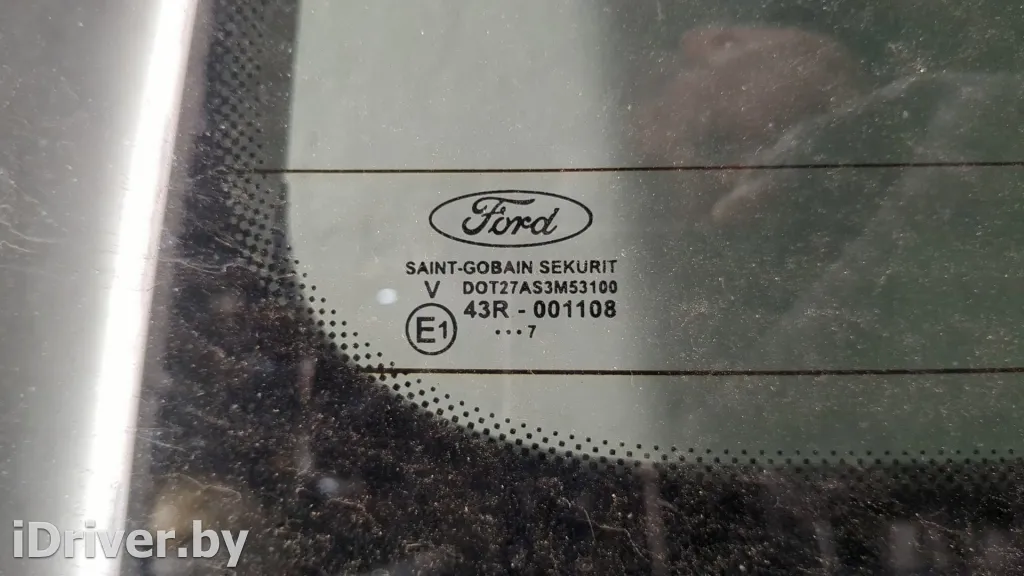 Ford
SAINT-GOBAIN SEKURIT
V DOT27AS3M53100
43R - 001108
E1
...7
iDriver.by